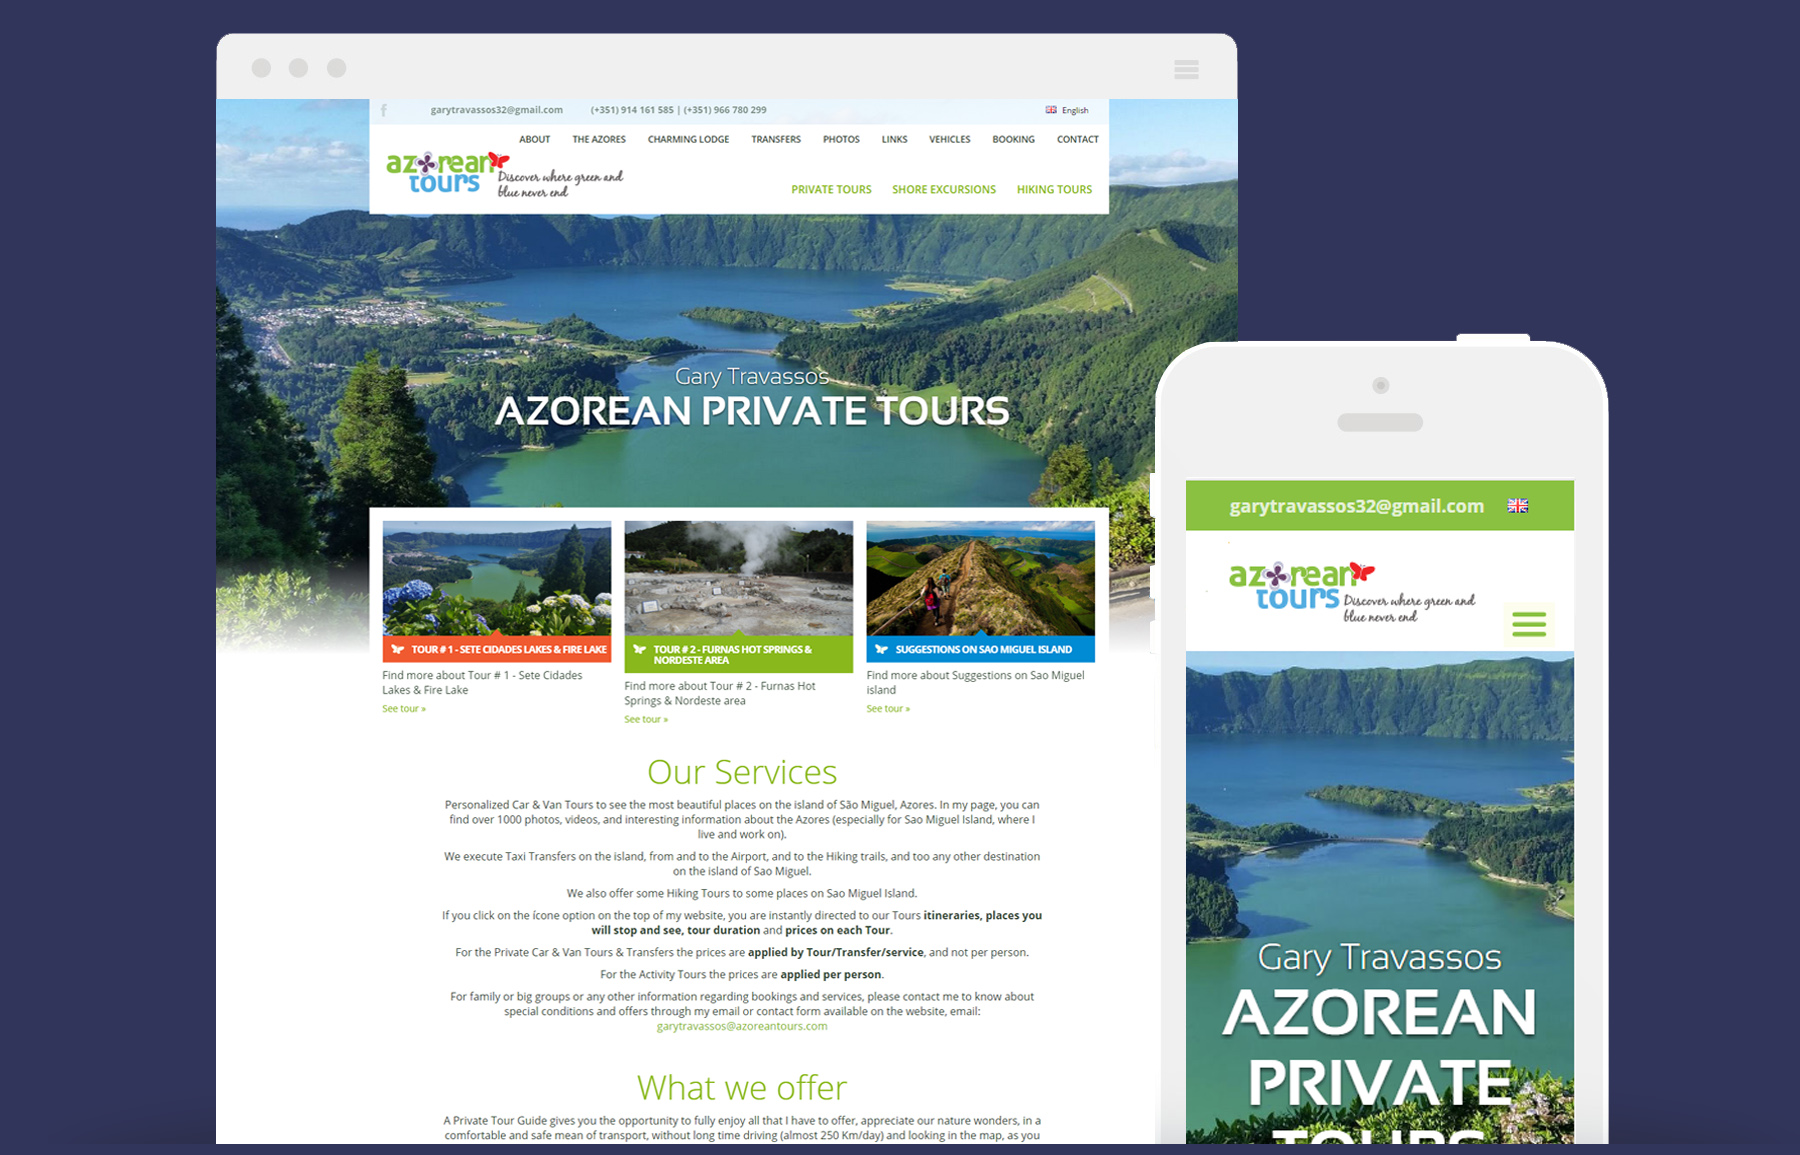 garytravassos32@gmail.com (+351) 914 161 585 | (+351) 966 780 299 English
ABOUT THE AZORES CHARMING LODGE TRANSFERS PHOTOS LINKS VEHICLES BOOKING CONTACT
azorean
tours Discover where green and
blue never end
PRIVATE TOURS SHORE EXCURSIONS HIKING TOURS
Gary Travassos
AZOREAN PRIVATE TOURS
TOUR # 1 - SETE CIDADES LAKES & FIRE LAKE
Find more about Tour # 1 - Sete Cidades
Lakes & Fire Lake
See tour »
TOUR # 2 - FURNAS HOT SPRINGS &
NORDESTE AREA
Find more about Tour # 2 - Furnas Hot
Springs & Nordeste area
See tour »
SUGGESTIONS ON SAO MIGUEL ISLAND
Find more about Suggestions on Sao Miguel
island
See tour »
Our Services
Personalized Car & Van Tours to see the most beautiful places on the island of São Miguel, Azores. In my page, you can
find over 1000 photos, videos, and interesting information about the Azores (especially for Sao Miguel Island, where I
live and work on).
We execute Taxi Transfers on the island, from and to the Airport, and to the Hiking trails, and too any other destination
on the island of Sao Miguel.
We also offer some Hiking Tours to some places on Sao Miguel Island.
If you click on the ícone option on the top of my website, you are instantly directed to our Tours itineraries, places you
will stop and see, tour duration and prices on each Tour.
For the Private Car & Van Tours & Transfers the prices are applied by Tour/Transfer/service, and not per person.
For the Activity Tours the prices are applied per person.
For family or big groups or any other information regarding bookings and services, please contact me to know about
special conditions and offers through my email or contact form available on the website, email:
garytravassos@azoreantours.com
What we offer
A Private Tour Guide gives you the opportunity to fully enjoy all that I have to offer, appreciate our nature wonders, in a
comfortable and safe mean of transport, without long time driving (almost 250 Km/day) and looking in the map, as you
garytravassos32@gmail.com
azorean
tours Discover where green and
blue never end
Gary Travassos
AZOREAN
PRIVATE
TOURS